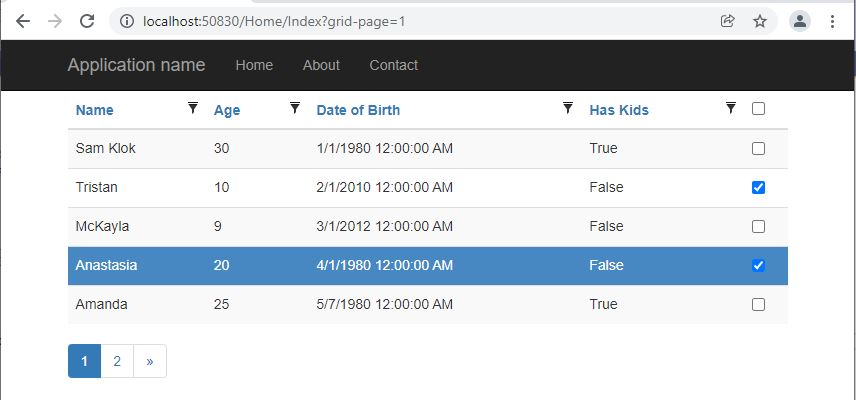 localhost:50830/Home/Index?grid-page=1
Application name Home About Contact
Name Age Date of Birth Has Kids
Sam Klok 30 1/1/1980 12:00:00 AM True
Tristan 10 2/1/2010 12:00:00 AM False
McKayla 9 3/1/2012 12:00:00 AM False
Anastasia 20 4/1/1980 12:00:00 AM False
Amanda 25 5/7/1980 12:00:00 AM True
1 2 »